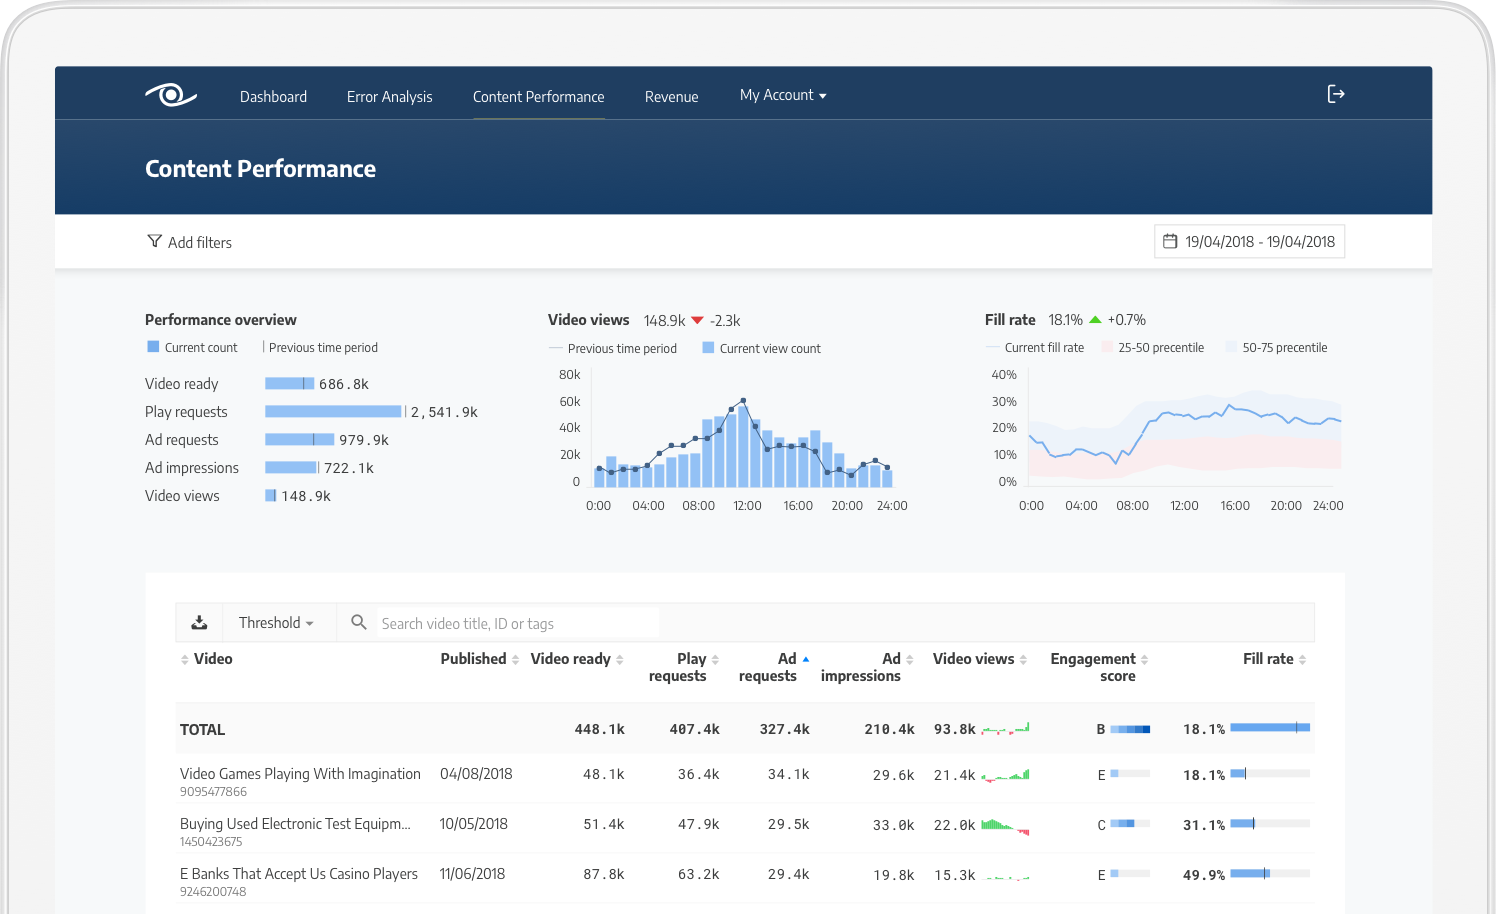 Dashboard Error Analysis Content Performance Revenue My Account
Content Performance
Add filters 19/04/2018 - 19/04/2018
Performance overview
Current count Previous time period
Video ready 686.8k
Play requests 2,541.9k
Ad requests 979.9k
Ad impressions 722.1k
Video views 148.9k
Video views 148.9k -2.3k
Previous time period Current view count
80k
60k
40k
20k
0
0:00 04:00 08:00 12:00 16:00 20:00 24:00
Fill rate 18.1% +0.7%
Current fill rate 25-50 precentile 50-75 precentile
40%
30%
20%
10%
0%
0:00 04:00 08:00 12:00 16:00 20:00 24:00
Threshold Search video title, ID or tags
Video Published Video ready Play requests Ad requests Ad impressions Video views Engagement score Fill rate
TOTAL 448.1k 407.4k 327.4k 210.4k 93.8k B 18.1%
Video Games Playing With Imagination 04/08/2018 48.1k 36.4k 34.1k 29.6k 21.4k E 18.1%
9095477866
Buying Used Electronic Test Equipm... 10/05/2018 51.4k 47.9k 29.5k 33.0k 22.0k C 31.1%
1450423675
E Banks That Accept Us Casino Players 11/06/2018 87.8k 63.2k 29.4k 19.8k 15.3k E 49.9%
9246200748